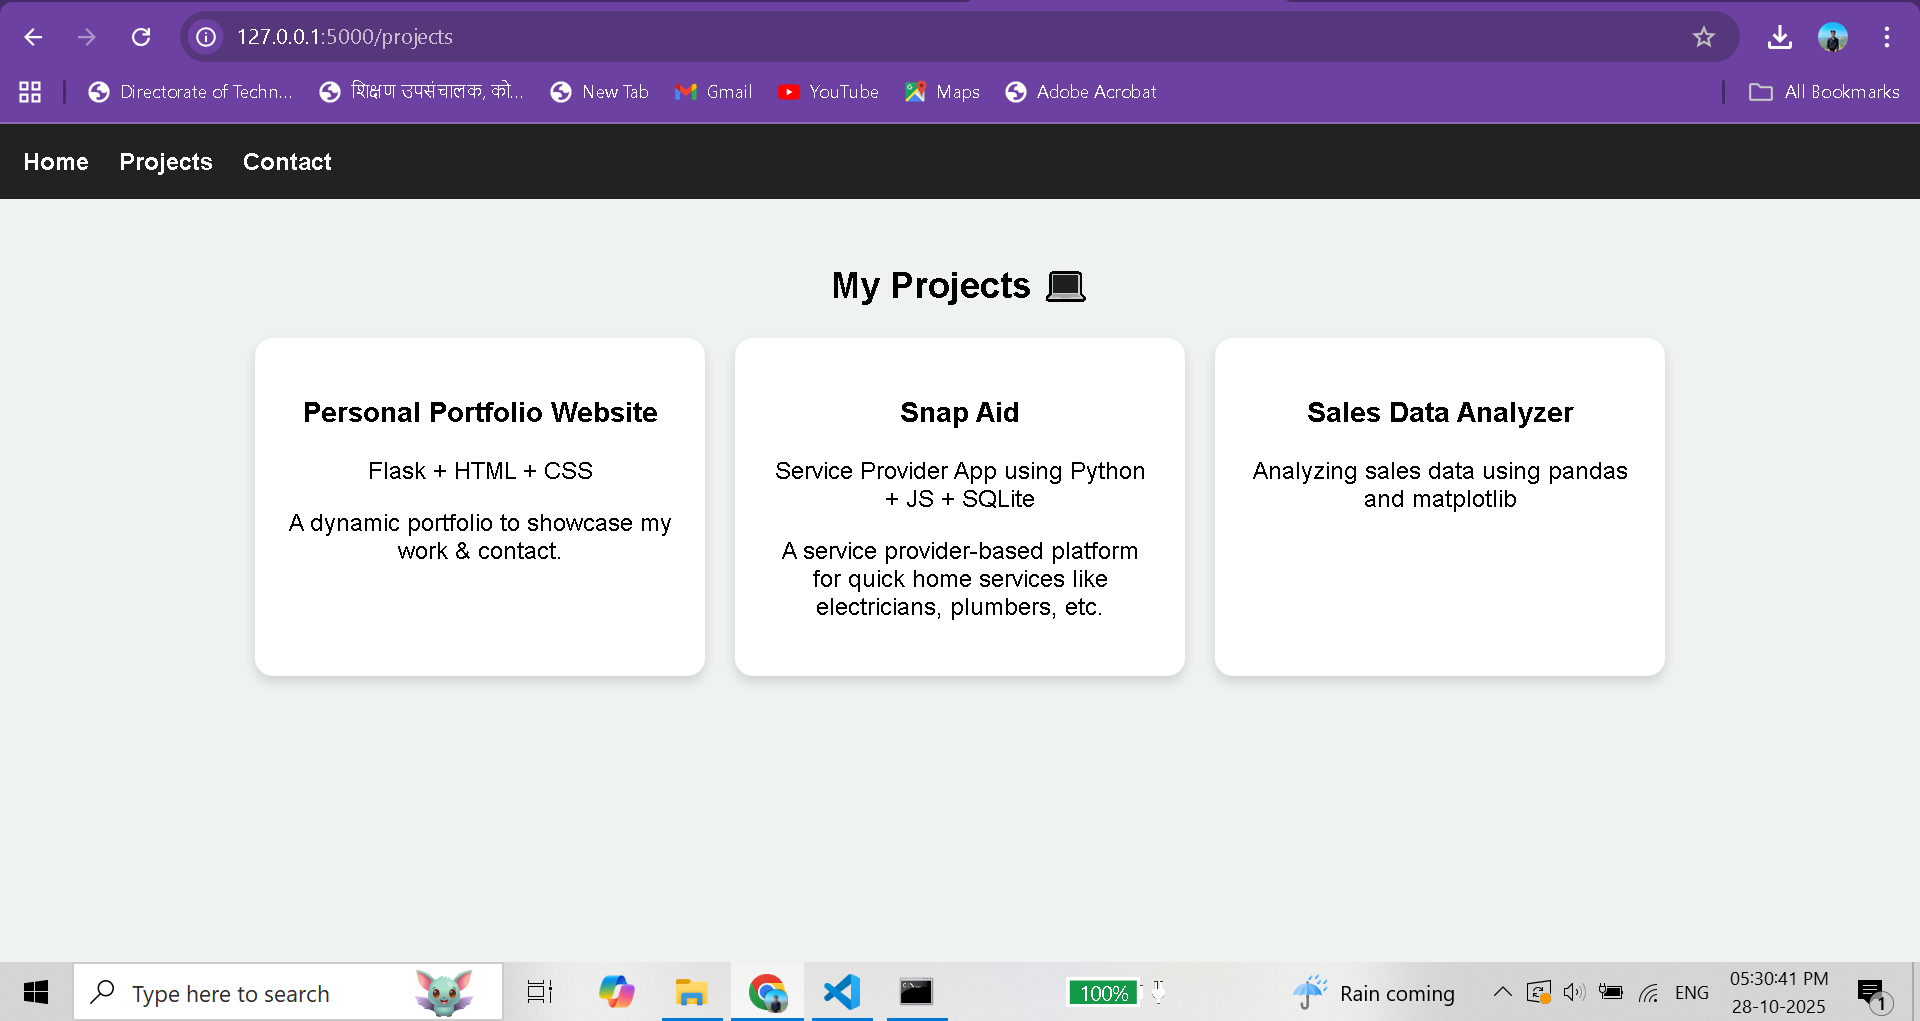 127.0.0.1:5000/projects
Directorate of Techn... शिक्षण उपसंचालक, को... New Tab Gmail YouTube Maps Adobe Acrobat All Bookmarks
Home Projects Contact
My Projects 💻
Personal Portfolio Website
Flask + HTML + CSS
A dynamic portfolio to showcase my
work & contact.
Snap Aid
Service Provider App using Python
+ JS + SQLite
A service provider-based platform
for quick home services like
electricians, plumbers, etc.
Sales Data Analyzer
Analyzing sales data using pandas
and matplotlib
Type here to search
100%
Rain coming
ENG
05:30:41 PM
28-10-2025
1